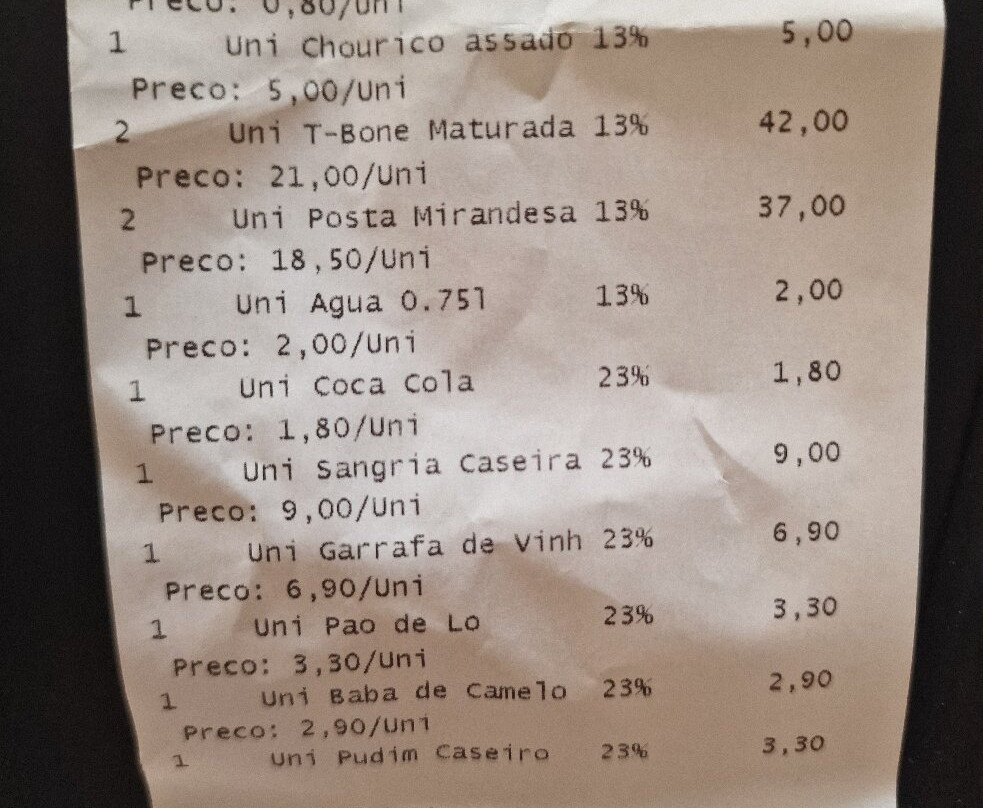 Preco: 0,80/Uni
1 Uni Chourico assado 13% 5,00
Preco: 5,00/Uni
2 Uni T-Bone Maturada 13% 42,00
Preco: 21,00/Uni
2 Uni Posta Mirandesa 13% 37,00
Preco: 18,50/Uni
1 Uni Agua 0.75l 13% 2,00
Preco: 2,00/Uni
1 Uni Coca Cola 23% 1,80
Preco: 1,80/Uni
1 Uni Sangria Caseira 23% 9,00
Preco: 9,00/Uni
1 Uni Garrafa de Vinh 23% 6,90
Preco: 6,90/Uni
1 Uni Pao de Lo 23% 3,30
Preco: 3,30/Uni
1 Uni Baba de Camelo 23% 2,90
Preco: 2,90/Uni
1 Uni Pudim Caseiro 23% 3,30